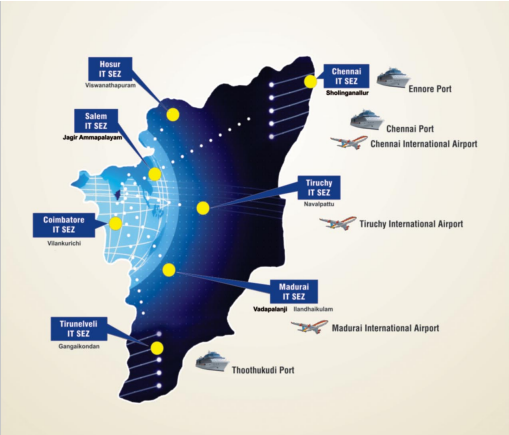 Hosur
IT SEZ
Viswanathapuram
Chennai
IT SEZ
Sholinganallur
Ennore Port
Salem
IT SEZ
Jagir Ammapalayam
Chennai Port
Chennai International Airport
Tiruchy
IT SEZ
Navalpattu
Coimbatore
IT SEZ
Vilankurichi
Tiruchy International Airport
Madurai
IT SEZ
Vadapalanji Ilandhaikulam
Tirunelveli
IT SEZ
Gangaikondan
Madurai International Airport
Thoothukudi Port